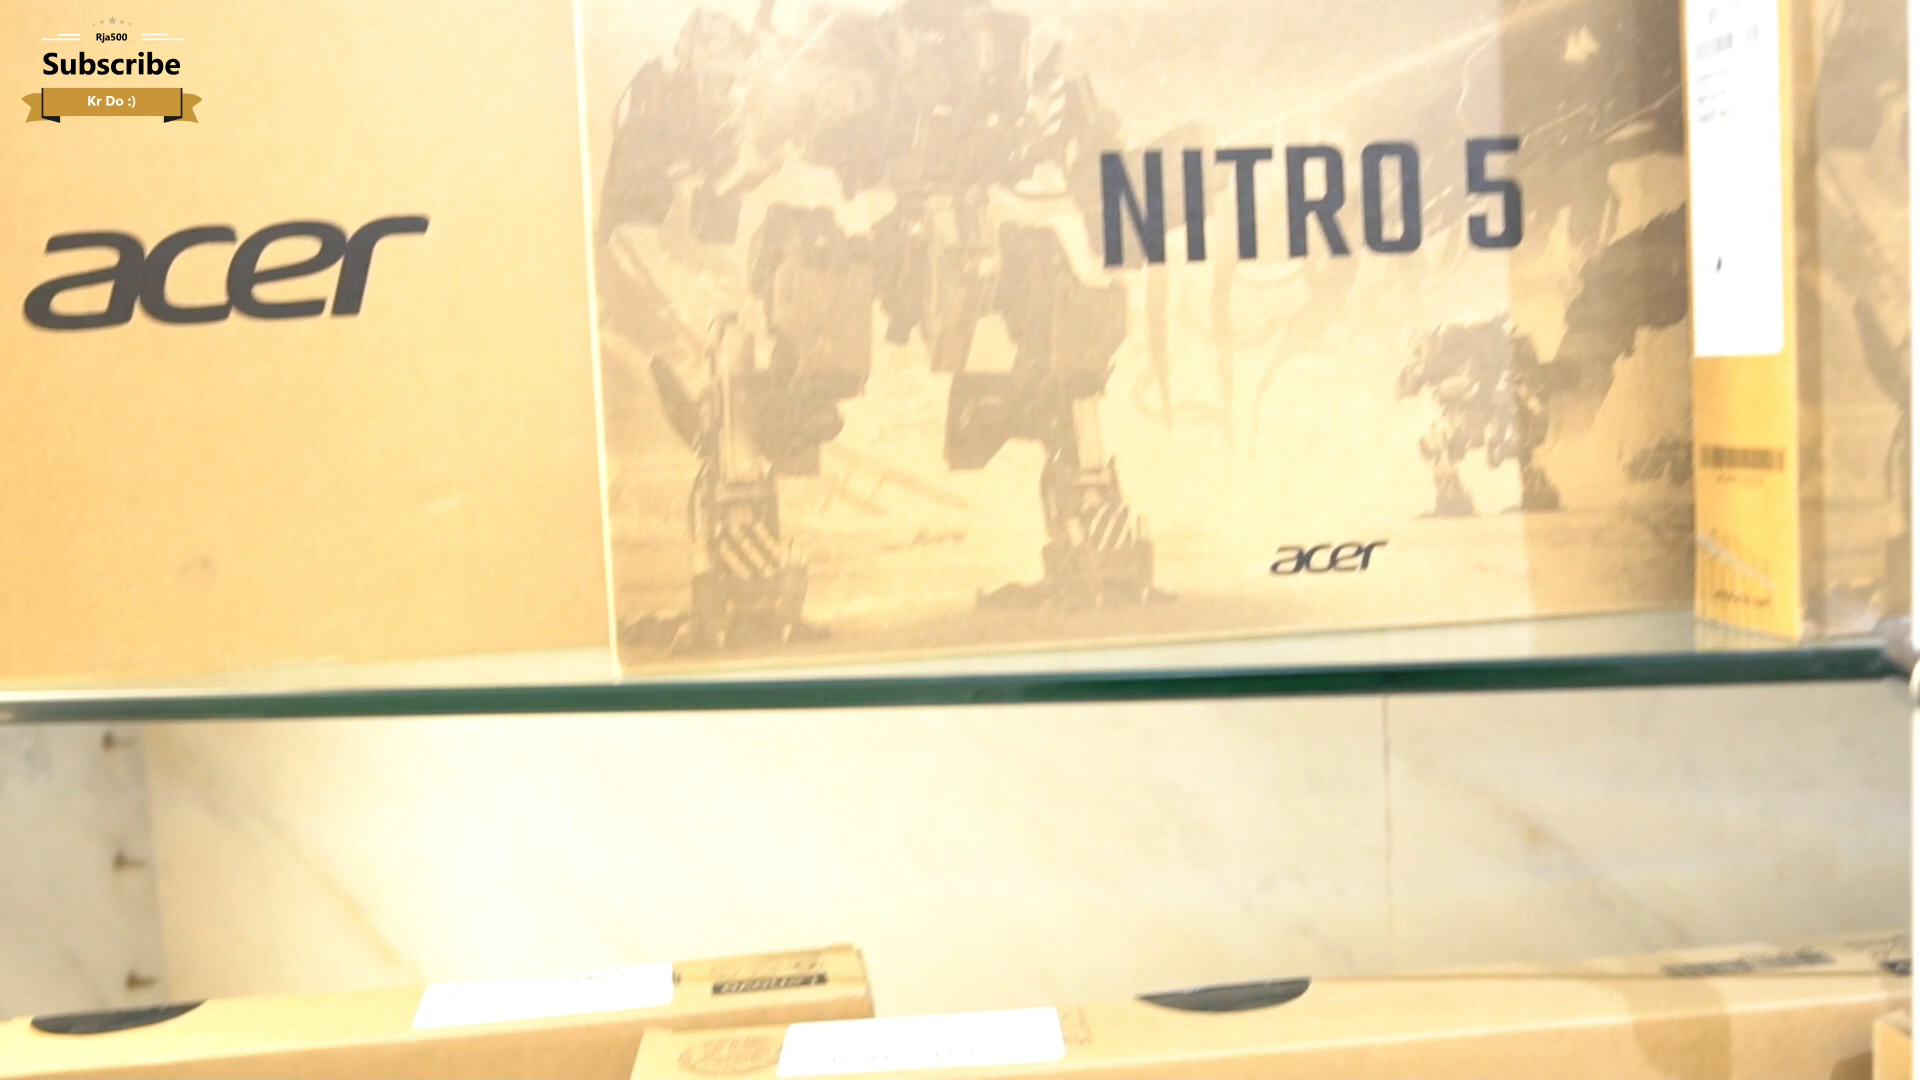 Rja500
Subscribe
Kr Do :)
acer
NITRO 5
acer